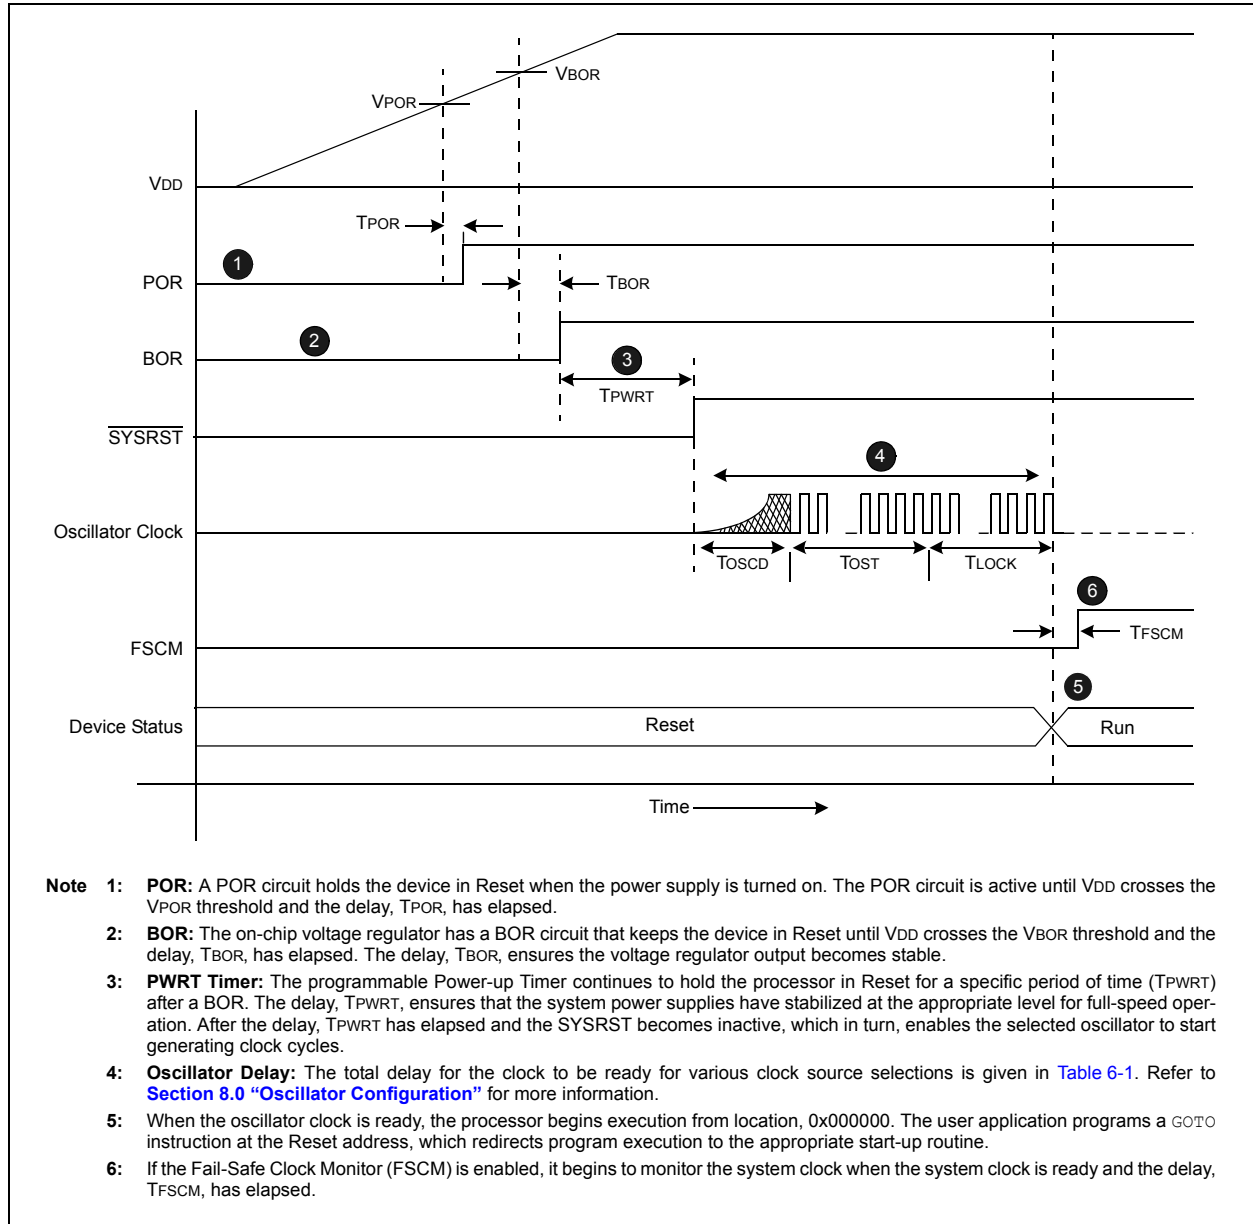 VBOR
VPOR
VDD
TPOR
1
POR
TBOR
2
BOR
3
TPWRT
SYSRST
4
Oscillator Clock
TOSCD TOST TLOCK
6
TFSCM
FSCM
5
Device Status Reset Run
Time
Note 1: POR: A POR circuit holds the device in Reset when the power supply is turned on. The POR circuit is active until VDD crosses the
VPOR threshold and the delay, TPOR, has elapsed.
2: BOR: The on-chip voltage regulator has a BOR circuit that keeps the device in Reset until VDD crosses the VBOR threshold and the
delay, TBOR, has elapsed. The delay, TBOR, ensures the voltage regulator output becomes stable.
3: PWRT Timer: The programmable Power-up Timer continues to hold the processor in Reset for a specific period of time (TPWRT)
after a BOR. The delay, TPWRT, ensures that the system power supplies have stabilized at the appropriate level for full-speed oper-
ation. After the delay, TPWRT has elapsed and the SYSRST becomes inactive, which in turn, enables the selected oscillator to start
generating clock cycles.
4: Oscillator Delay: The total delay for the clock to be ready for various clock source selections is given in Table 6-1. Refer to
Section 8.0 “Oscillator Configuration” for more information.
5: When the oscillator clock is ready, the processor begins execution from location, 0x000000. The user application programs a GOTO
instruction at the Reset address, which redirects program execution to the appropriate start-up routine.
6: If the Fail-Safe Clock Monitor (FSCM) is enabled, it begins to monitor the system clock when the system clock is ready and the delay,
TFSCM, has elapsed.